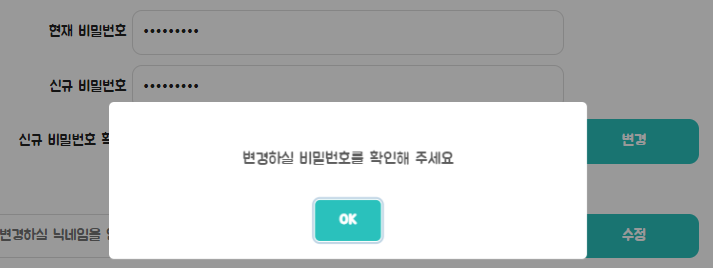 현재 비밀번호 •••••••••
신규 비밀번호 •••••••••
신규 비밀번호
변경
변경하실 비밀번호를 확인해 주세요
OK
변경하실 닉네임을
수정